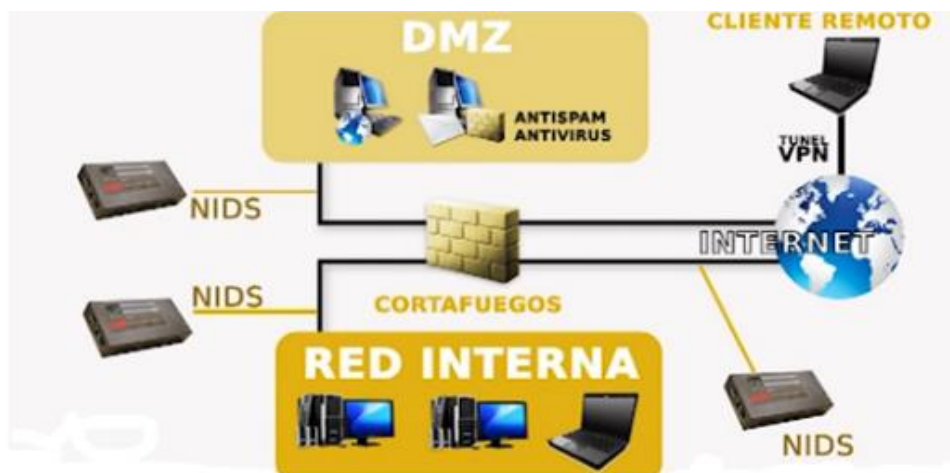 DMZ
CLIENTE REMOTO
ANTISPAM
ANTIVIRUS
TUNEL
VPN
NIDS
INTERNET
NIDS
CORTAFUEGOS
RED INTERNA
NIDS